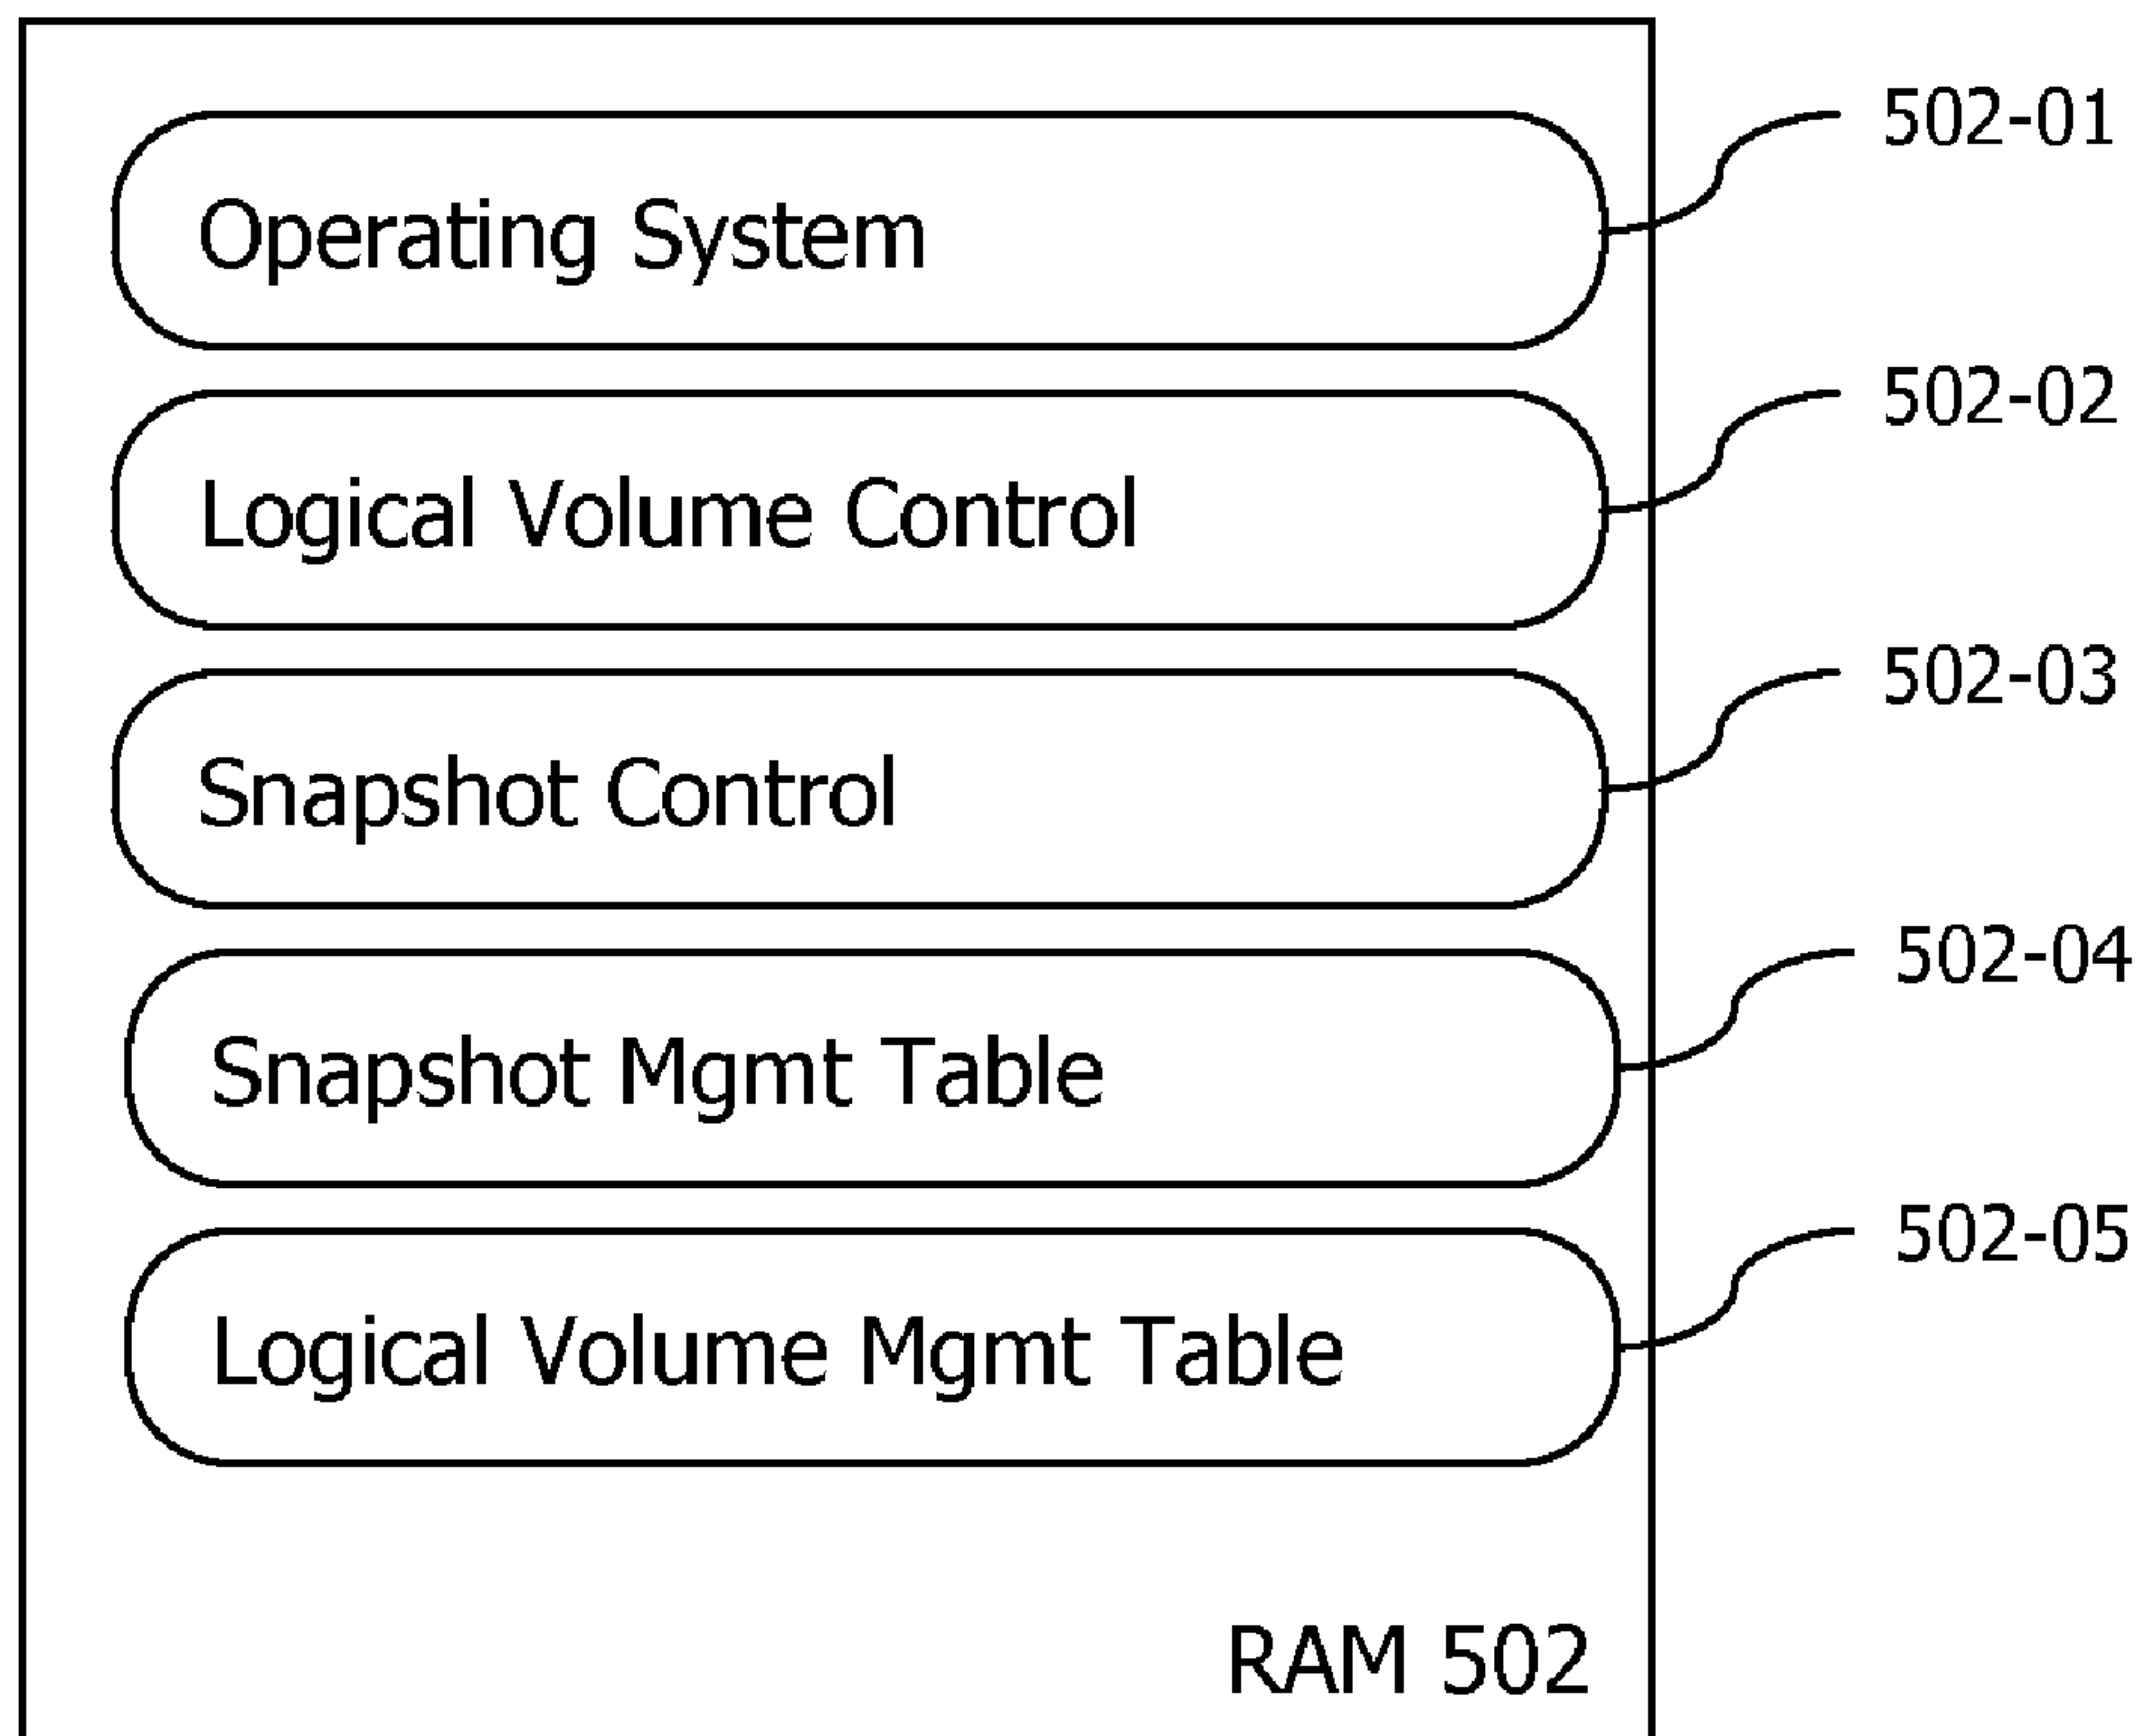 Operating System
502-01
Logical Volume Control
502-02
Snapshot Control
502-03
Snapshot Mgmt Table
502-04
Logical Volume Mgmt Table
502-05
RAM 502